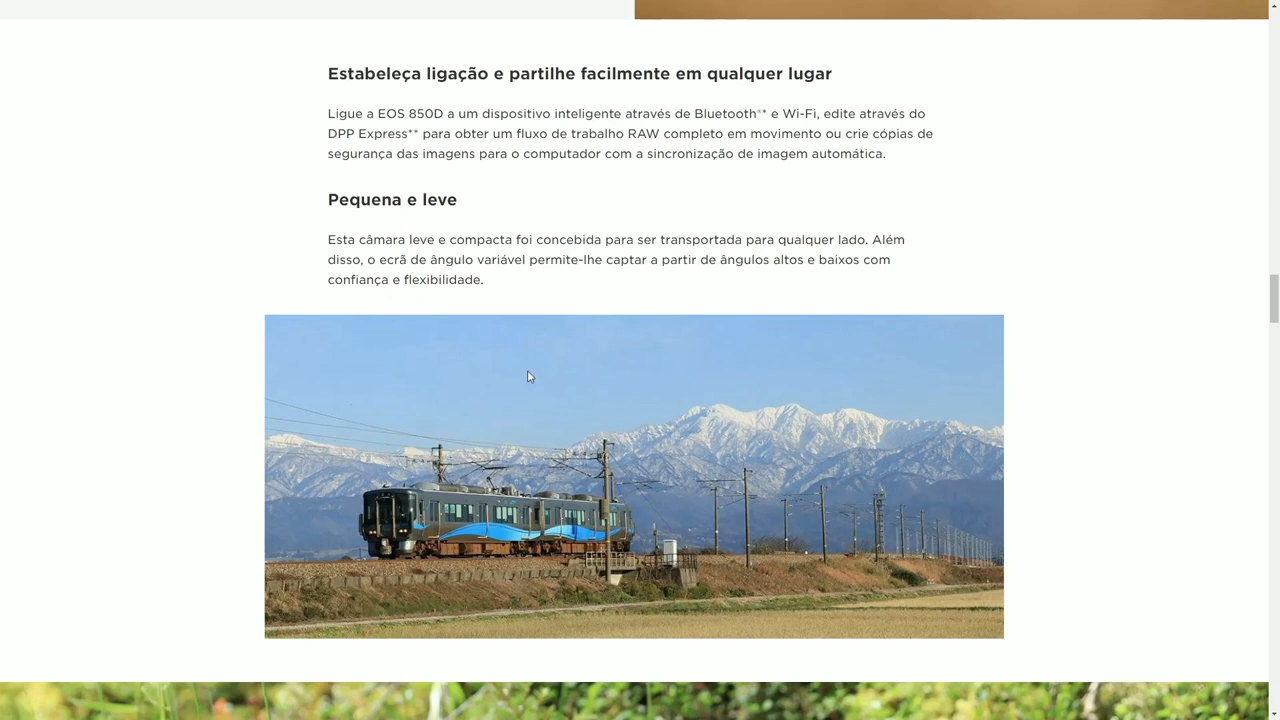 Estabeleça ligação e partilhe facilmente em qualquer lugar
Ligue a EOS 850D a um dispositivo inteligente através de Bluetooth®* e Wi-Fi, edite através do
DPP Express** para obter um fluxo de trabalho RAW completo em movimento ou crie cópias de
segurança das imagens para o computador com a sincronização de imagem automática.
Pequena e leve
Esta câmara leve e compacta foi concebida para ser transportada para qualquer lado. Além
disso, o ecrã de ângulo variável permite-lhe captar a partir de ângulos altos e baixos com
confiança e flexibilidade.